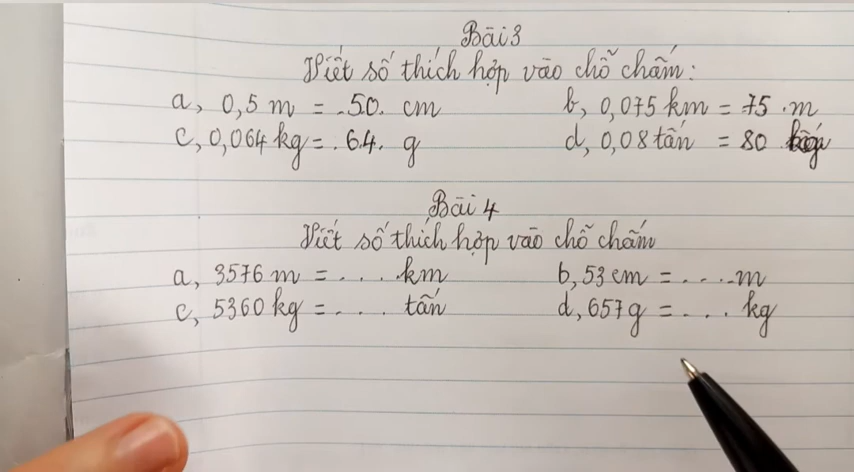 Bài 3
Viết số thích hợp vào chỗ chấm:
a, 0,5 m = .50. cm b, 0,075 km = .75 .m
c, 0,064 kg = .64. g d, 0,08 tấn = 80
Bài 4
Viết số thích hợp vào chỗ chấm
a, 3576 m = . . . km b, 53 cm = . . . . m
c, 5360 kg = . . . tấn d, 657 g = . . . kg